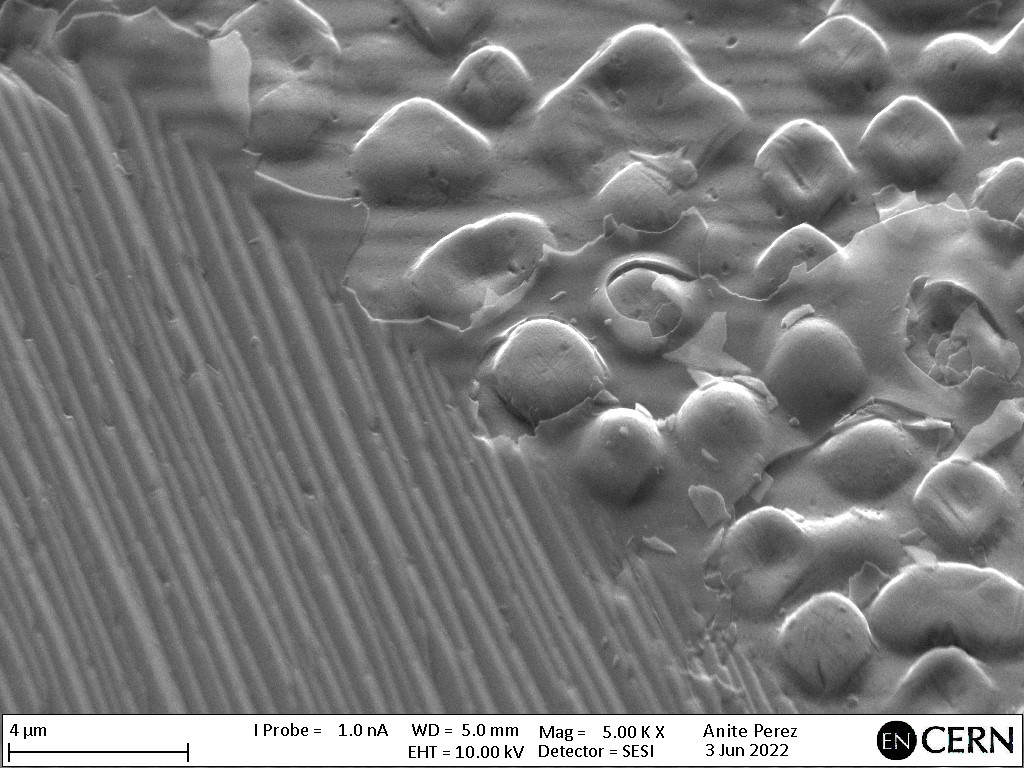 4 µm
I Probe = 1.0 nA WD = 5.0 mm Mag = 5.00 K X Anite Perez
EHT = 10.00 kV Detector = SESI 3 Jun 2022
EN CERN